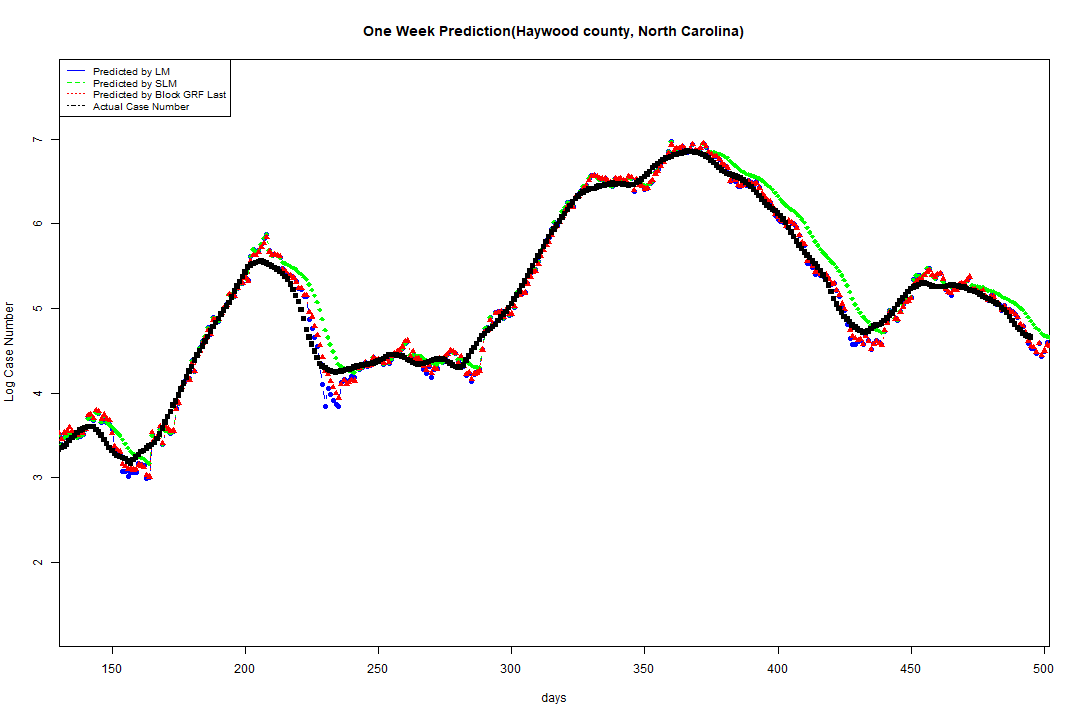 One Week Prediction(Haywood county, North Carolina)
Predicted by LM
Predicted by SLM
Predicted by Block GRF Last
Actual Case Number
7
6
5
4
3
2
Log Case Number
150 200 250 300 350 400 450 500
days